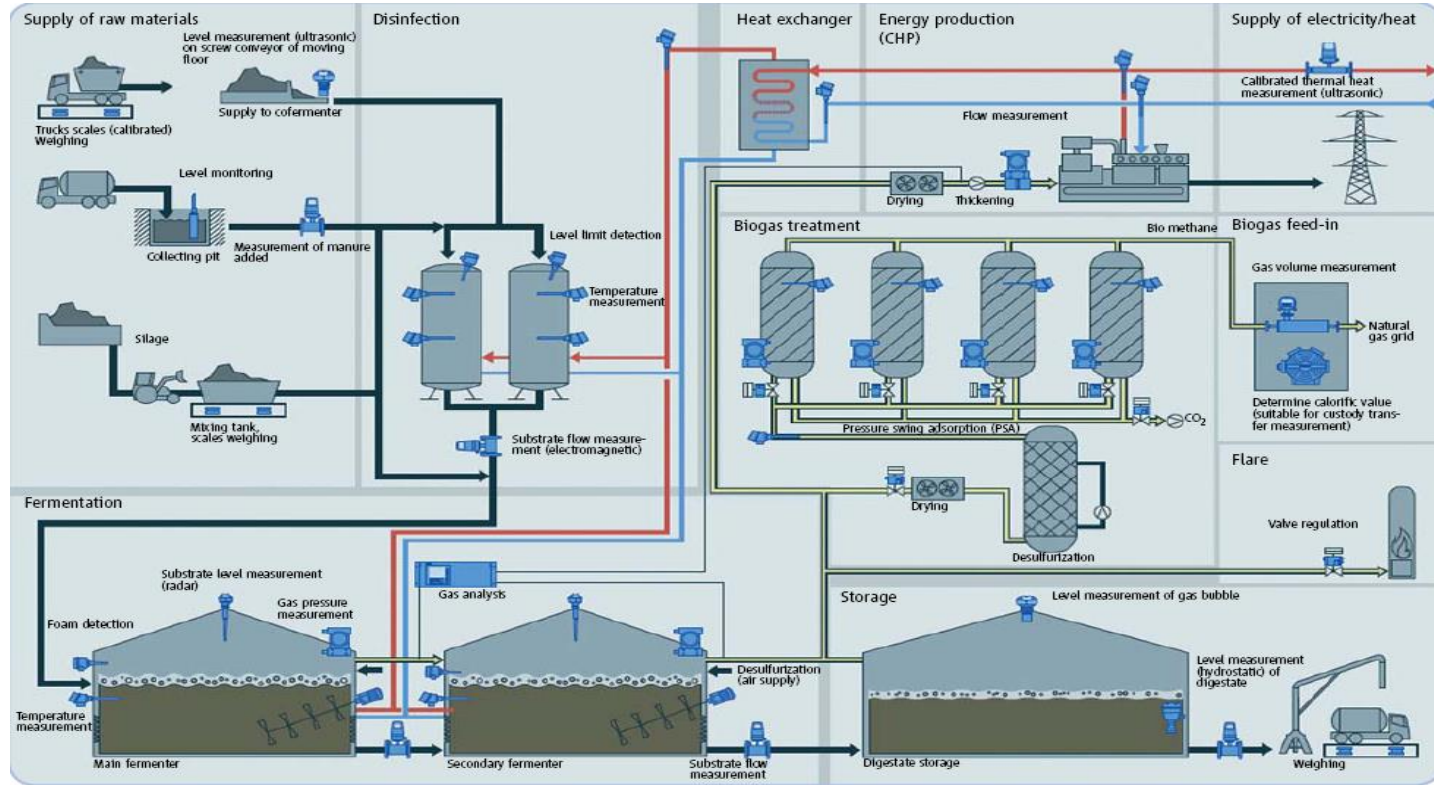 Supply of raw materials
Level measurement (ultrasonic)
on screw conveyor of moving
floor
Supply to cofermenter
Trucks scales (calibrated)
Weighing
Level monitoring
Collecting pit
Measurement of manure
added
Silage
Mixing tank,
scales weighing
Disinfection
Level limit detection
Temperature
measurement
Substrate flow measure-
ment (electromagnetic)
Heat exchanger
Energy production
(CHP)
Flow measurement
Drying
Thickening
Supply of electricity/heat
Calibrated thermal heat
measurement (ultrasonic)
Biogas treatment
Bio methane
Pressure swing adsorption (PSA)
CO2
Drying
Desulfurization
Biogas feed-in
Gas volume measurement
Natural
gas grid
Determine calorific value
(suitable for custody trans-
fer measurement)
Flare
Valve regulation
Fermentation
Substrate level measurement
(radar)
Gas pressure
measurement
Foam detection
Temperature
measurement
Main fermenter
Gas analysis
Desulfurization
(air supply)
Secondary fermenter
Substrate flow
measurement
Storage
Level measurement of gas bubble
Level measurement
(hydrostatic) of
digestate
Digestate storage
Weighing